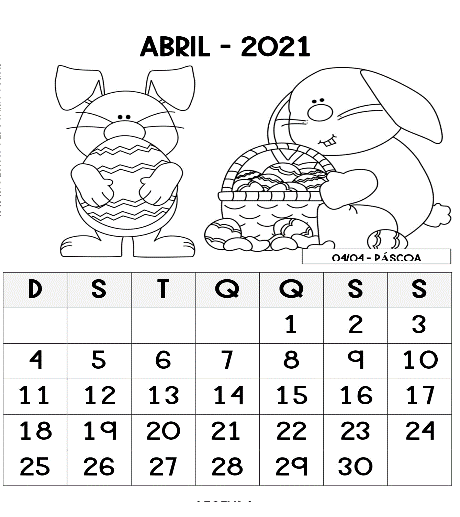 ABRIL - 2021
04/04 - PÁSCOA
D S T Q Q S S
1 2 3
4 5 6 7 8 9 10
11 12 13 14 15 16 17
18 19 20 21 22 23 24
25 26 27 28 29 30